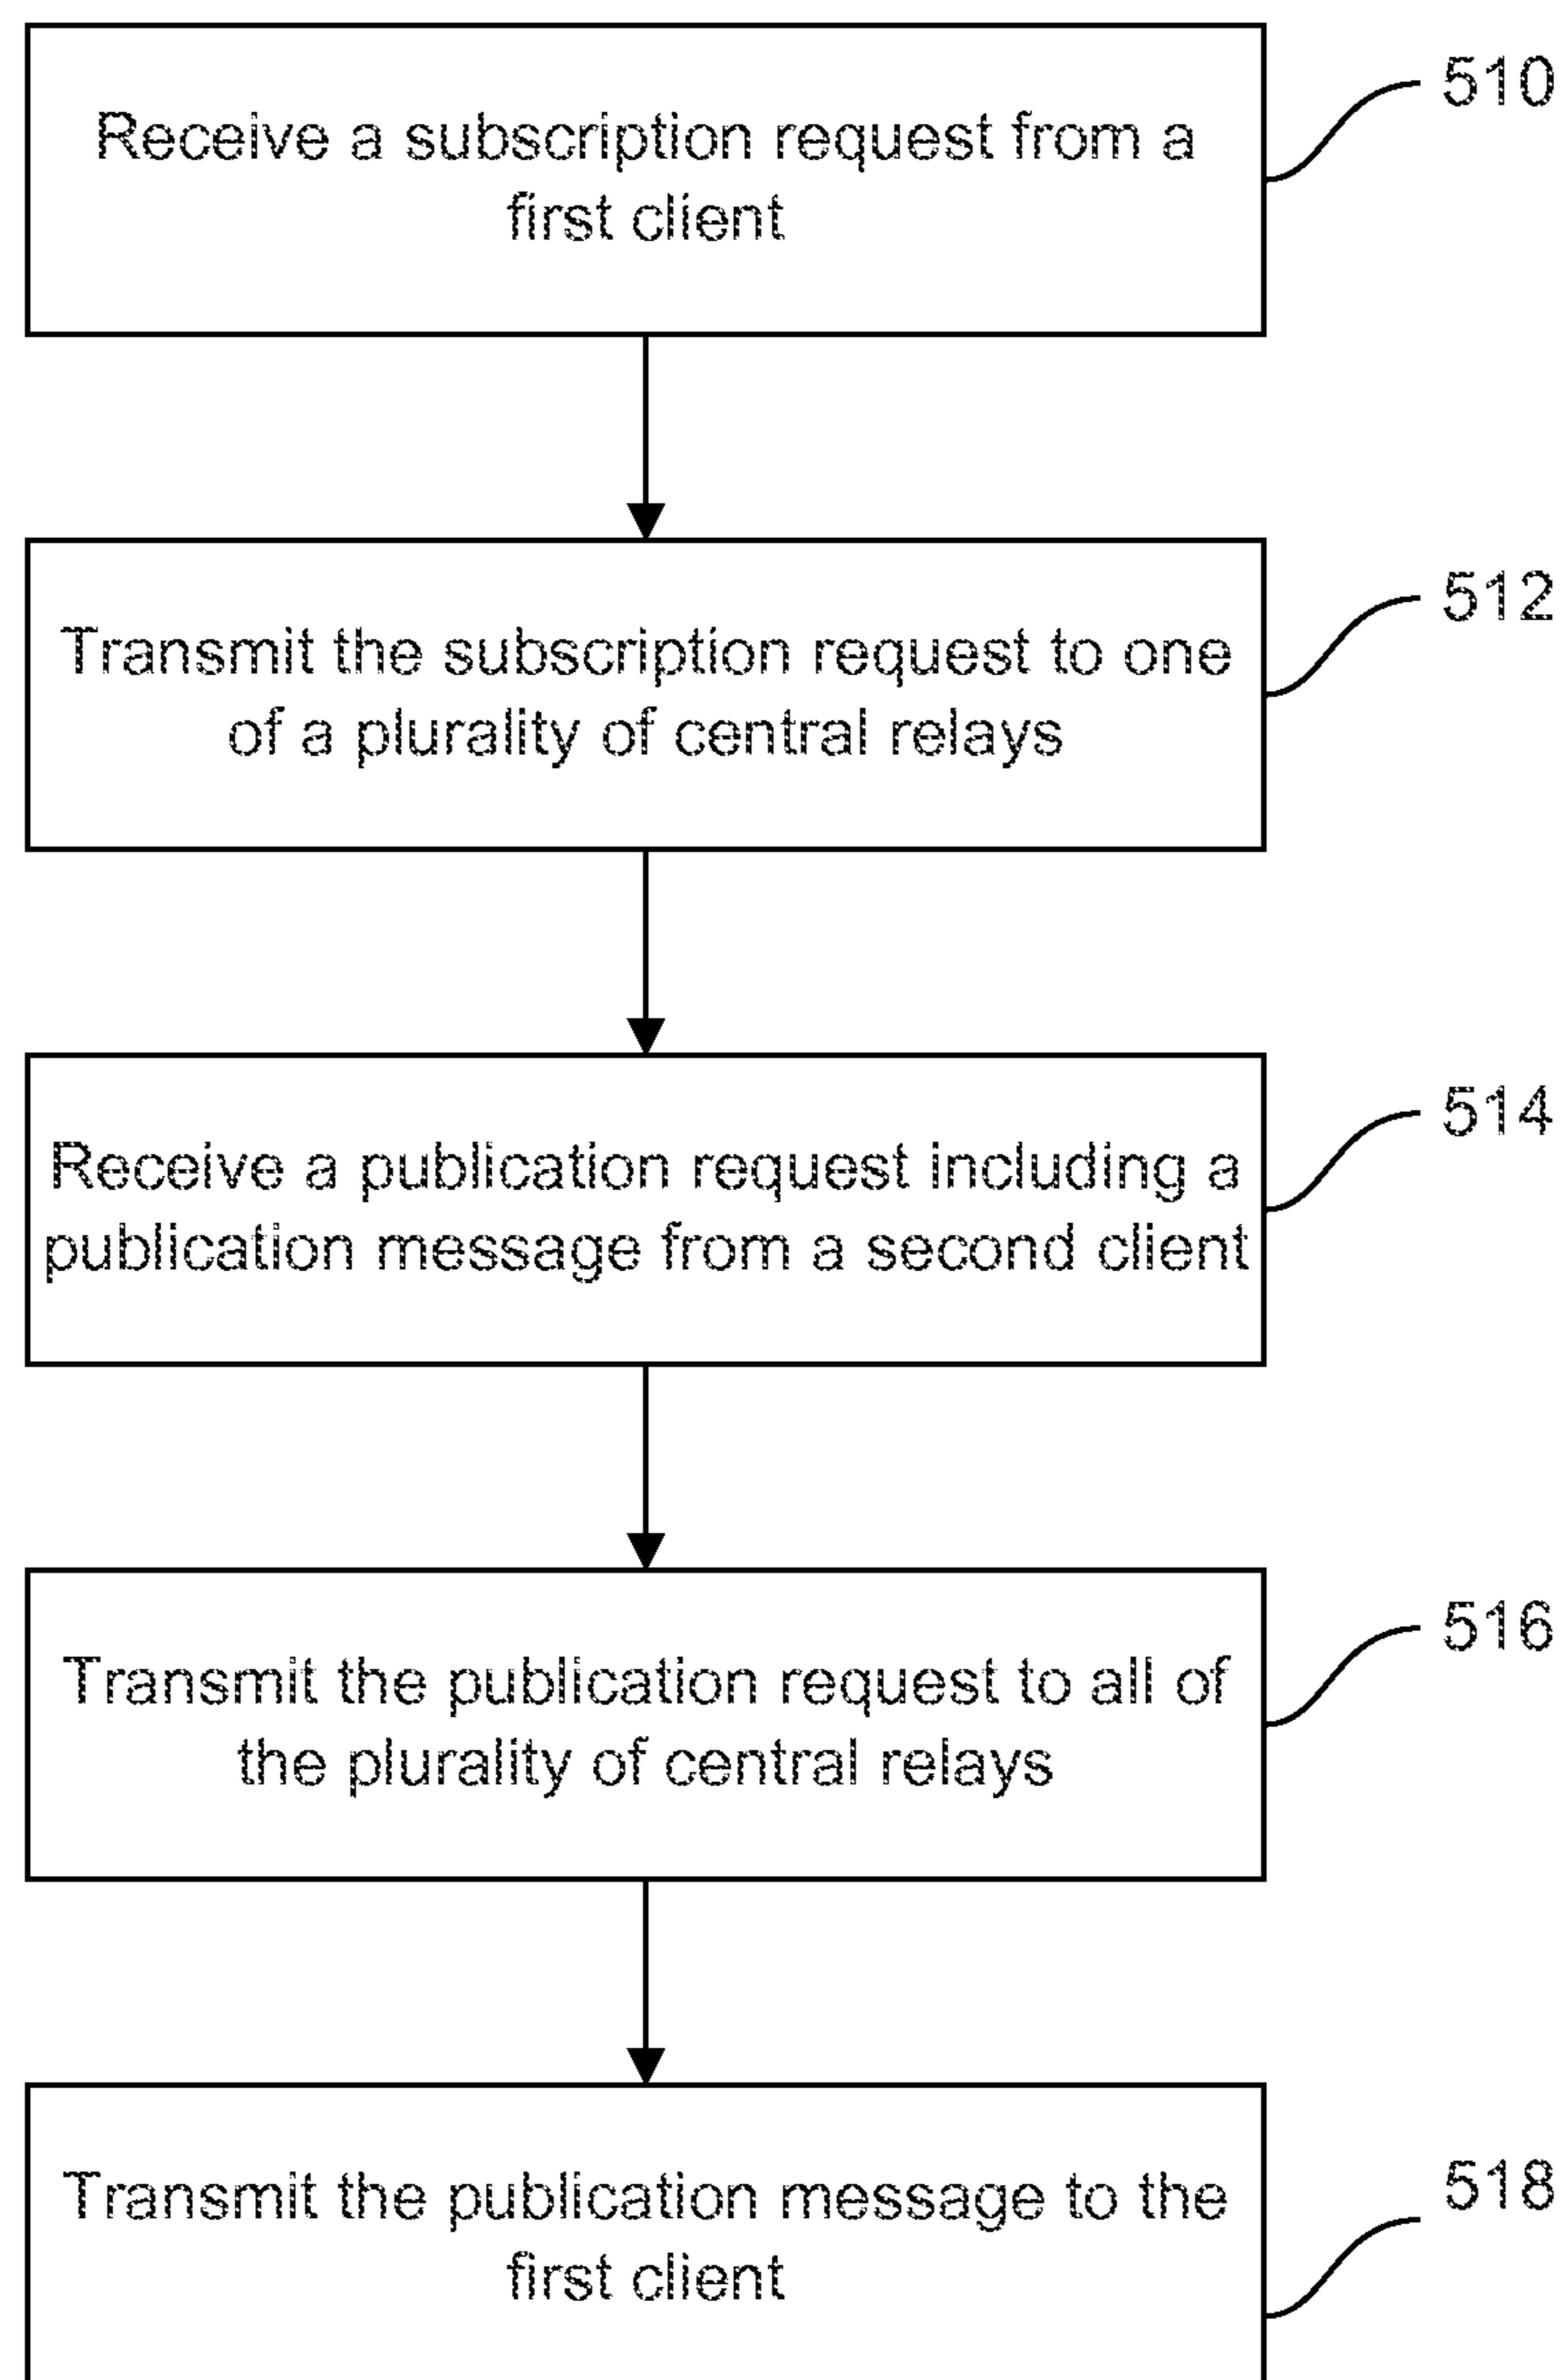 Receive a subscription request from a
first client
510
Transmit the subscription request to one
of a plurality of central relays
512
Receive a publication request including a
publication message from a second client
514
Transmit the publication request to all of
the plurality of central relays
516
Transmit the publication message to the
first client
518